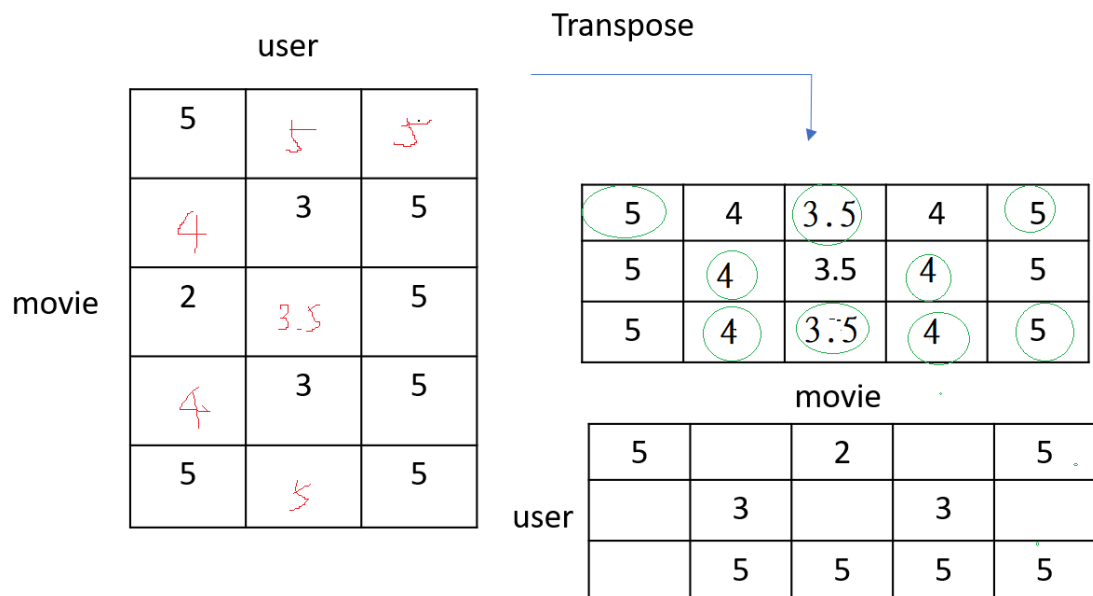 Transpose
user
5 5 5
4 3 5
movie 2 3.5 5
4 3 5
5 5 5
5 4 3.5 4 5
5 4 3.5 4 5
5 4 3.5 4 5
movie
5 2 5
user 3 3
5 5 5 5